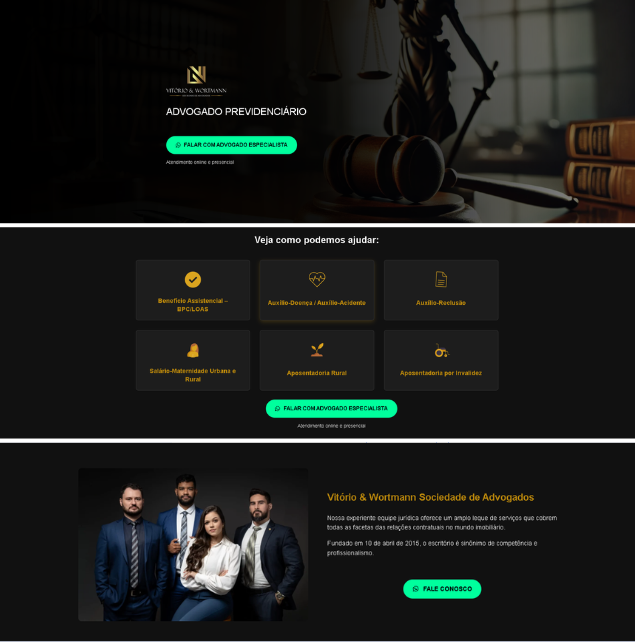 VITÓRIO & WORTMANN
ADVOGADO PREVIDENCIÁRIO
FALAR COM ADVOGADO ESPECIALISTA
Atendimento online e presencial
Veja como podemos ajudar:
Benefício Assistencial –
BPC/LOAS
Auxílio-Doença / Auxílio-Acidente
Auxílio-Reclusão
Salário-Maternidade Urbana e
Rural
Aposentadoria Rural
Aposentadoria por Invalidez
FALAR COM ADVOGADO ESPECIALISTA
Atendimento online e presencial
Vitório & Wortmann Sociedade de Advogados
Nossa experiente equipe jurídica oferece um amplo leque de serviços que cobrem
todas as facetas das relações contratuais no mundo imobiliário.
Fundado em 10 de abril de 2015, o escritório é sinônimo de competência e
profissionalismo.
FALE CONOSCO